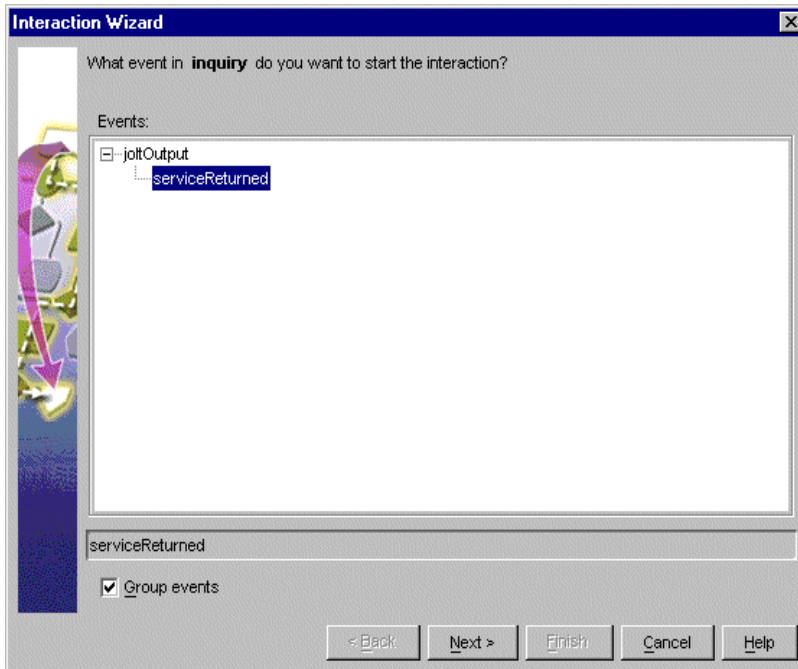 Interaction Wizard
What event in inquiry do you want to start the interaction?
Events:
joltOutput
serviceReturned
serviceReturned
Group events
< Back Next > Finish Cancel Help